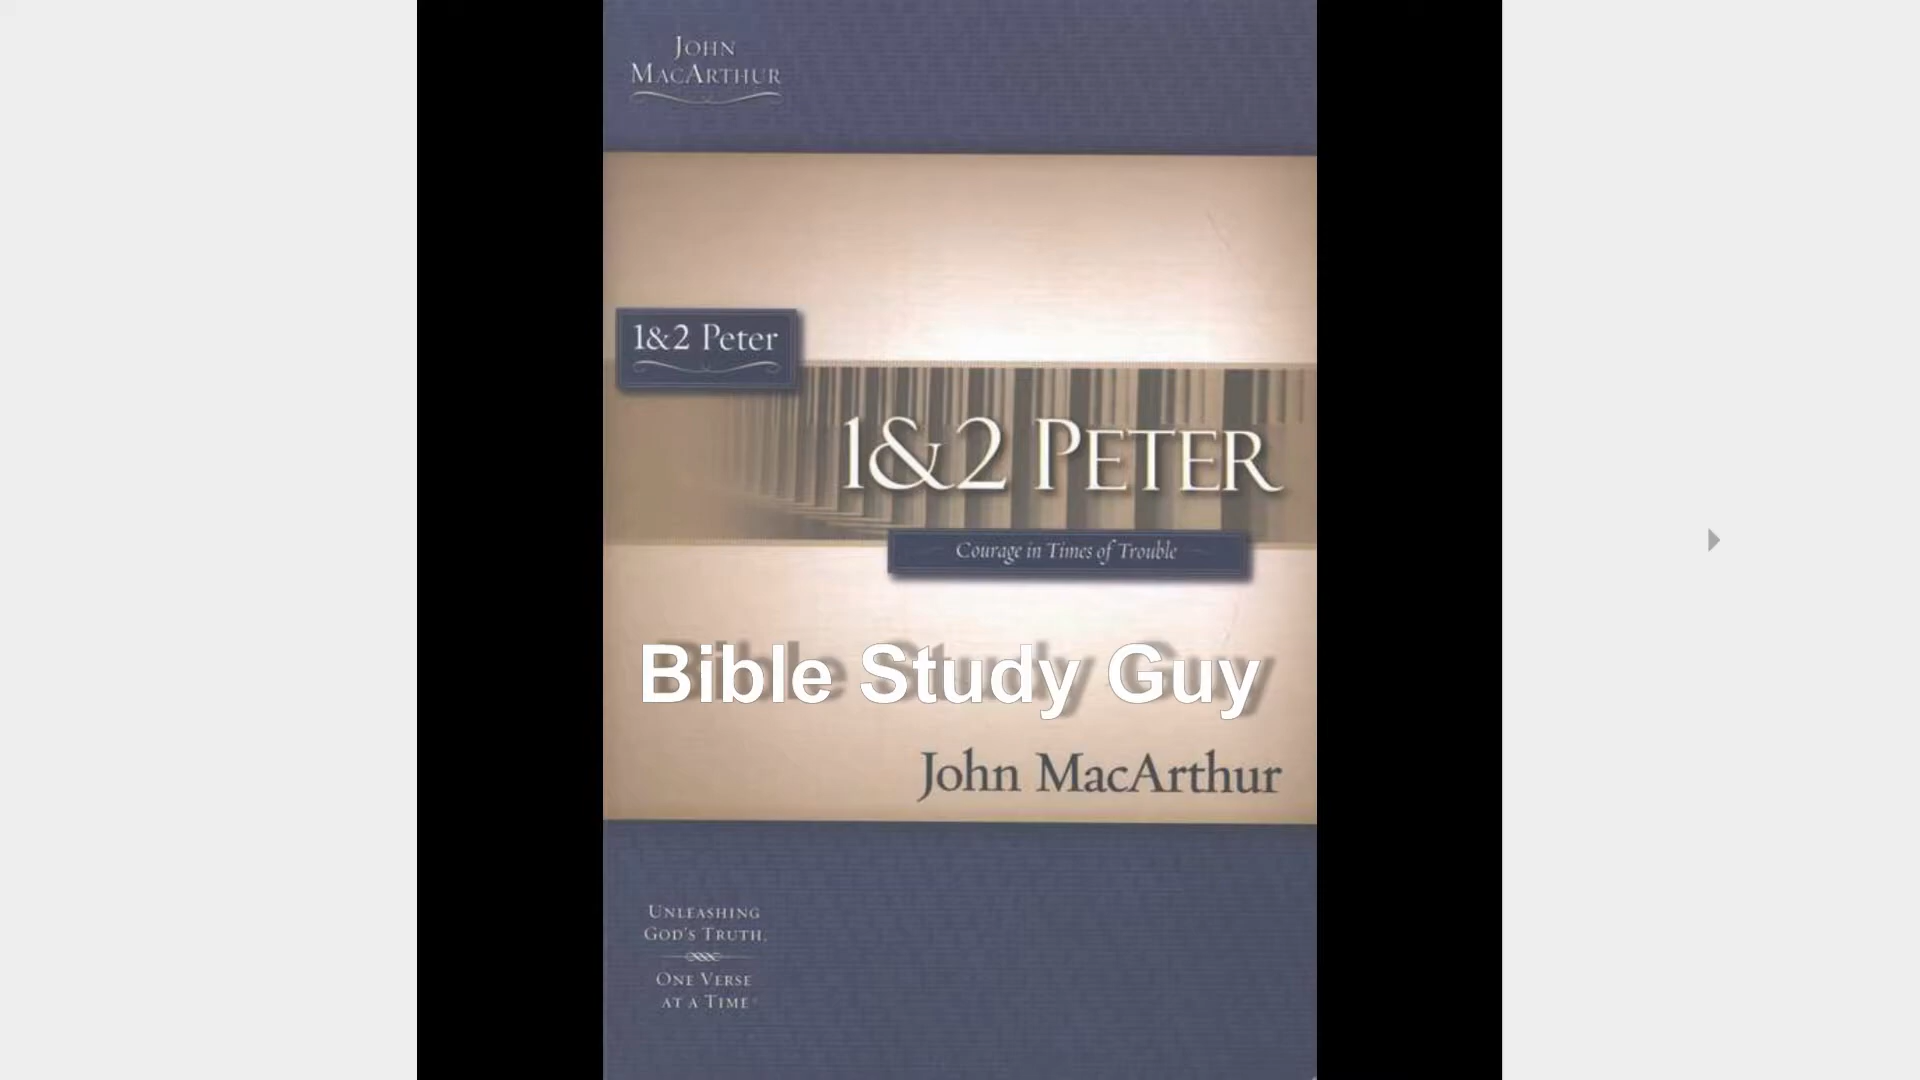 JOHN
MACARTHUR
1&2 Peter
1&2 PETER
Courage in Times of Trouble
Bible Study Guy
John MacArthur
UNLEASHING
GOD'S TRUTH,
ONE VERSE
AT A TIME®